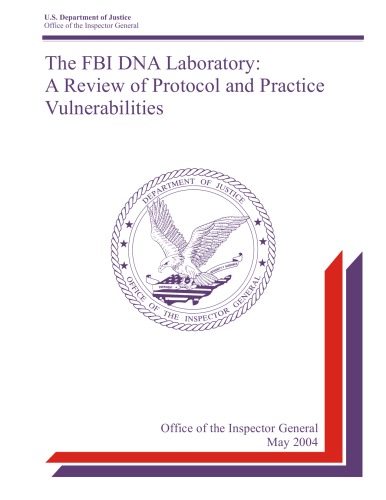 U.S. Department of Justice
Office of the Inspector General
The FBI DNA Laboratory:
A Review of Protocol and Practice
Vulnerabilities
DEPARTMENT OF JUSTICE
OFFICE OF THE INSPECTOR GENERAL
Office of the Inspector General
May 2004